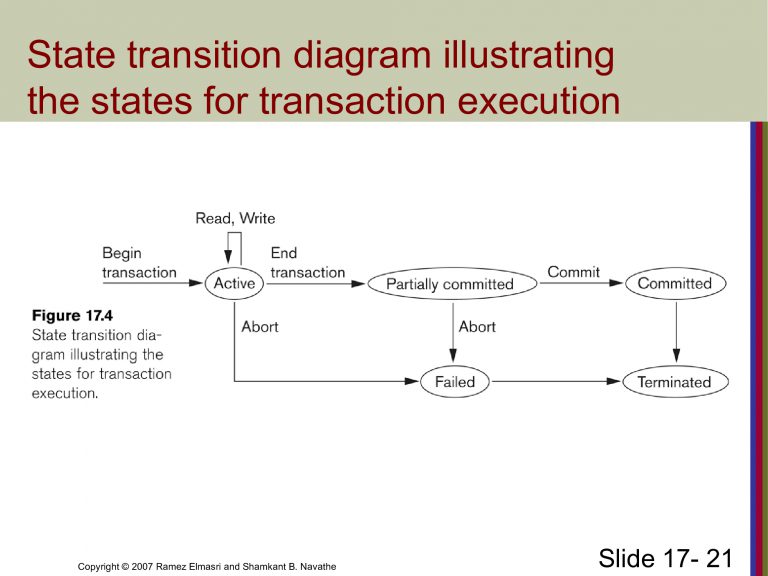 State transition diagram illustrating
the states for transaction execution
Read, Write
Begin
transaction
End
transaction
Active
Partially committed
Commit
Committed
Figure 17.4
State transition dia-
gram illustrating the
states for transaction
execution.
Abort
Abort
Failed
Terminated
Copyright © 2007 Ramez Elmasri and Shamkant B. Navathe
Slide 17- 21